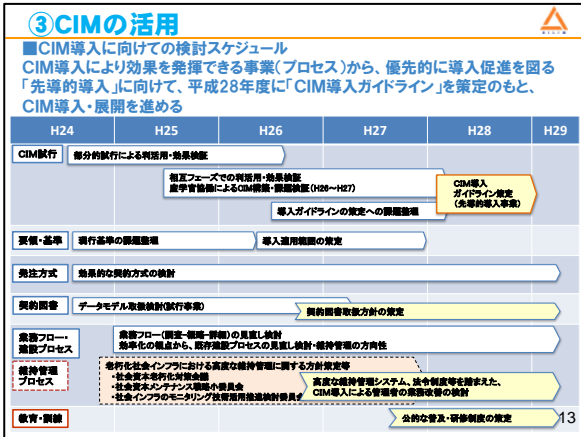 ③CIMの活用
■CIM導入に向けての検討スケジュール
CIM導入により効果を発揮できる事業(プロセス)から、優先的に導入促進を図る
「先導的導入」に向けて、平成28年度に「CIM導入ガイドライン」を策定のもと、
CIM導入・展開を進める
H24 H25 H26 H27 H28 H29
CIM試行
部分的試行による利活用・効果検証
相互フェーズでの利活用・効果検証
産学官協働によるCIM構築・課題検証(H26~H27)
CIM導入
ガイドライン策定
(先導的導入事業)
導入ガイドラインの策定への課題整理
要領・基準
現行基準の課題整理
導入適用範囲の策定
発注方式
効果的な契約方式の検討
契約図書
データモデル取扱検討(試行事業)
契約図書取扱方針の策定
業務フロー・
建設プロセス
業務フロー(調査-概略-詳細)の見直し検討
効率化の観点から、既存建設プロセスの見直し検討・維持管理の方向性
維持管理
プロセス
老朽化社会インフラにおける高度な維持管理に関する方針策定等
・社会資本老朽化対策会議
・社会資本メンテナンス戦略小委員会
・社会インフラのモニタリング技術活用推進検討委員会
高度な維持管理システム、法令制度等を踏まえた、
CIM導入による管理者の業務改善の検討
教育・訓練
公的な普及・研修制度の策定
13